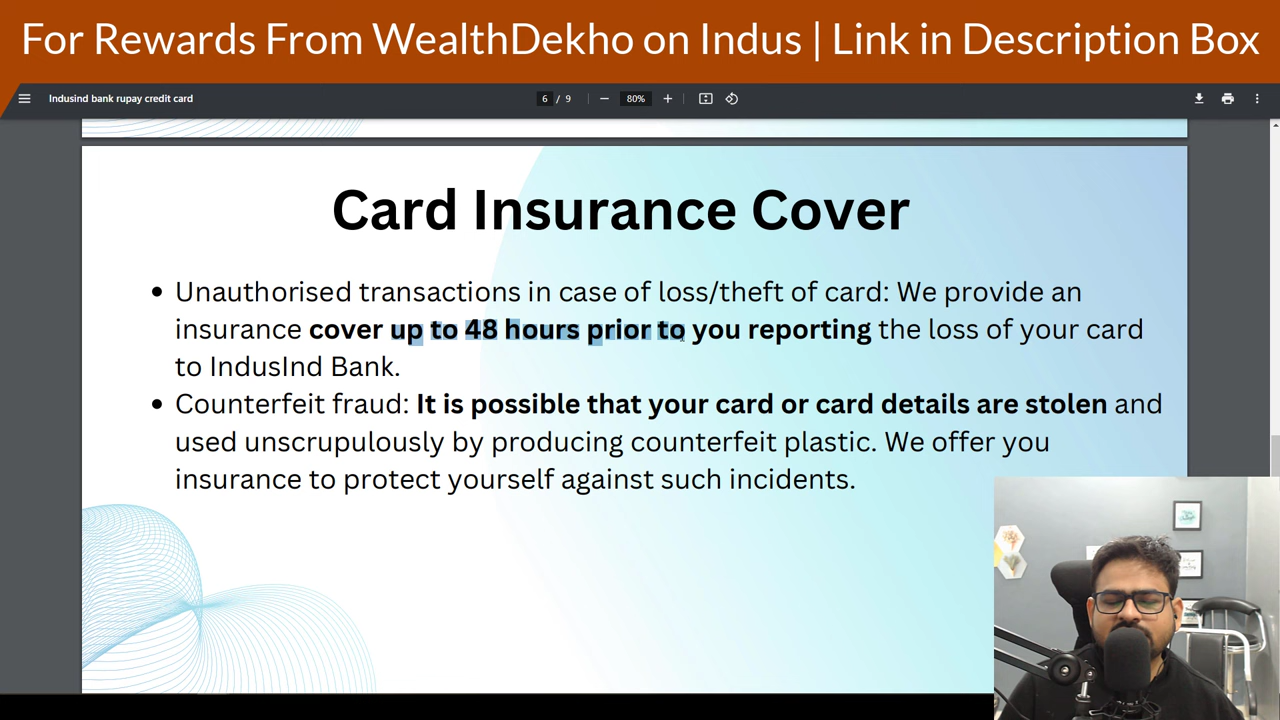 For Rewards From WealthDekho on Indus | Link in Description Box
Indusind bank rupay credit card
6 / 9
80%
Card Insurance Cover
• Unauthorised transactions in case of loss/theft of card: We provide an
insurance cover up to 48 hours prior to you reporting the loss of your card
to IndusInd Bank.
• Counterfeit fraud: It is possible that your card or card details are stolen and
used unscrupulously by producing counterfeit plastic. We offer you
insurance to protect yourself against such incidents.